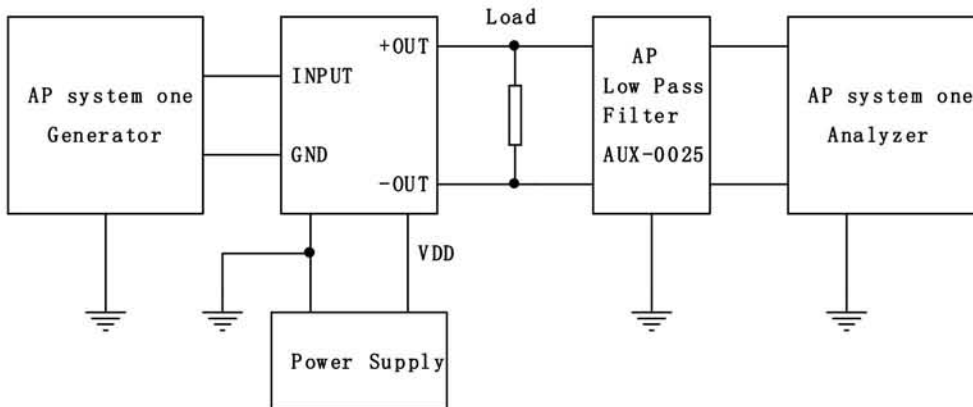 Load
AP system one
Generator
INPUT
GND
+OUT
-OUT
VDD
AP
Low Pass
Filter
AUX-0025
AP system one
Analyzer
Power Supply